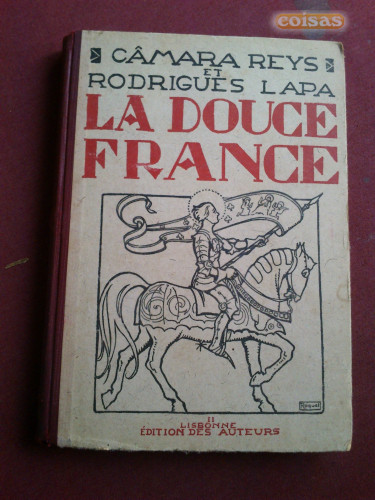 coisas
CÂMARA REYS
ET
RODRIGUES LAPA
LA DOUCE
FRANCE
II
LISBONNE
ÉDITION DES AUTEURS